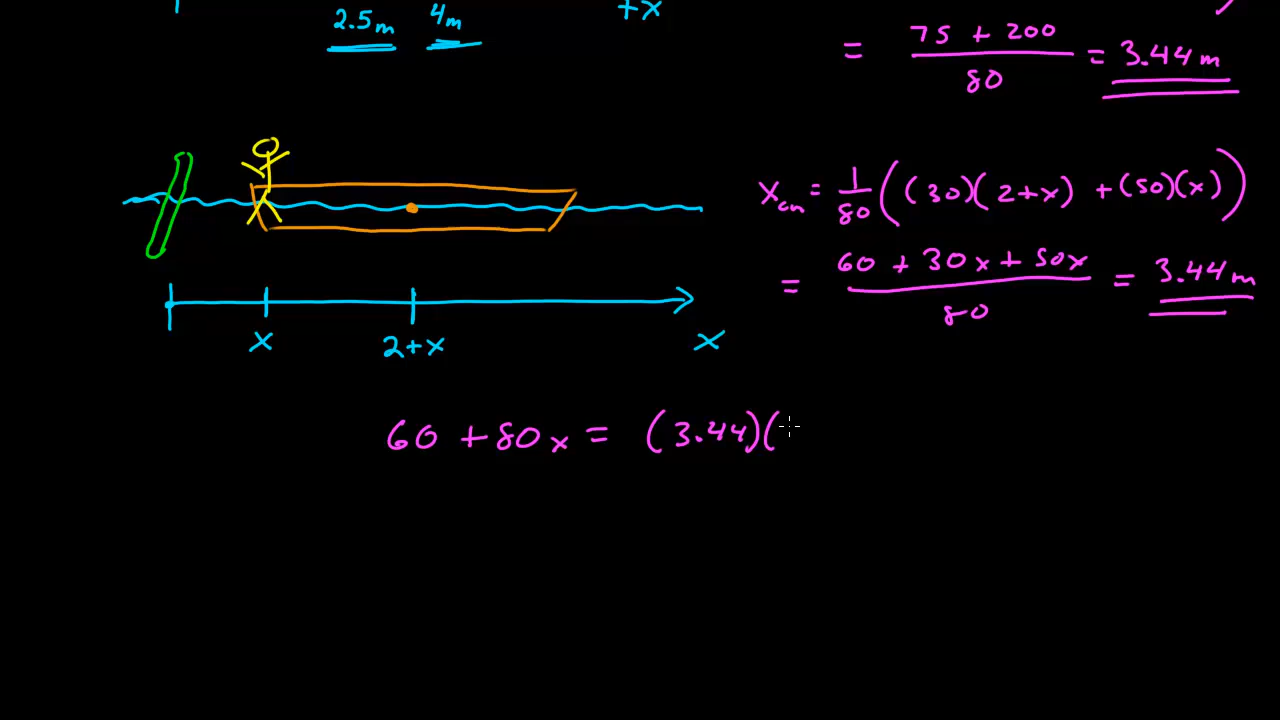 2.5m 4m +x
= 75 + 200 / 80 = 3.44m
Xcm = 1/80 ((30)(2+x) + (50)(x))
= 60 + 30x + 50x / 80 = 3.44m
x 2+x x
60 + 80x = (3.44)(